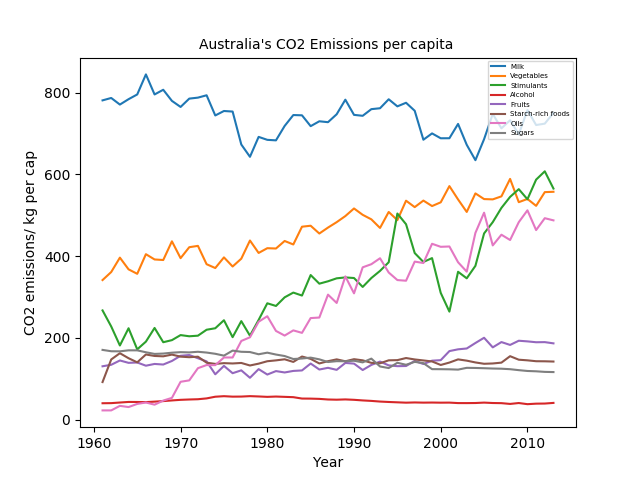 Australia's CO2 Emissions per capita
Milk
Vegetables
Stimulants
Alcohol
Fruits
Starch-rich foods
Oils
Sugars
CO2 emissions/ kg per cap
800
600
400
200
0
1960 1970 1980 1990 2000 2010
Year